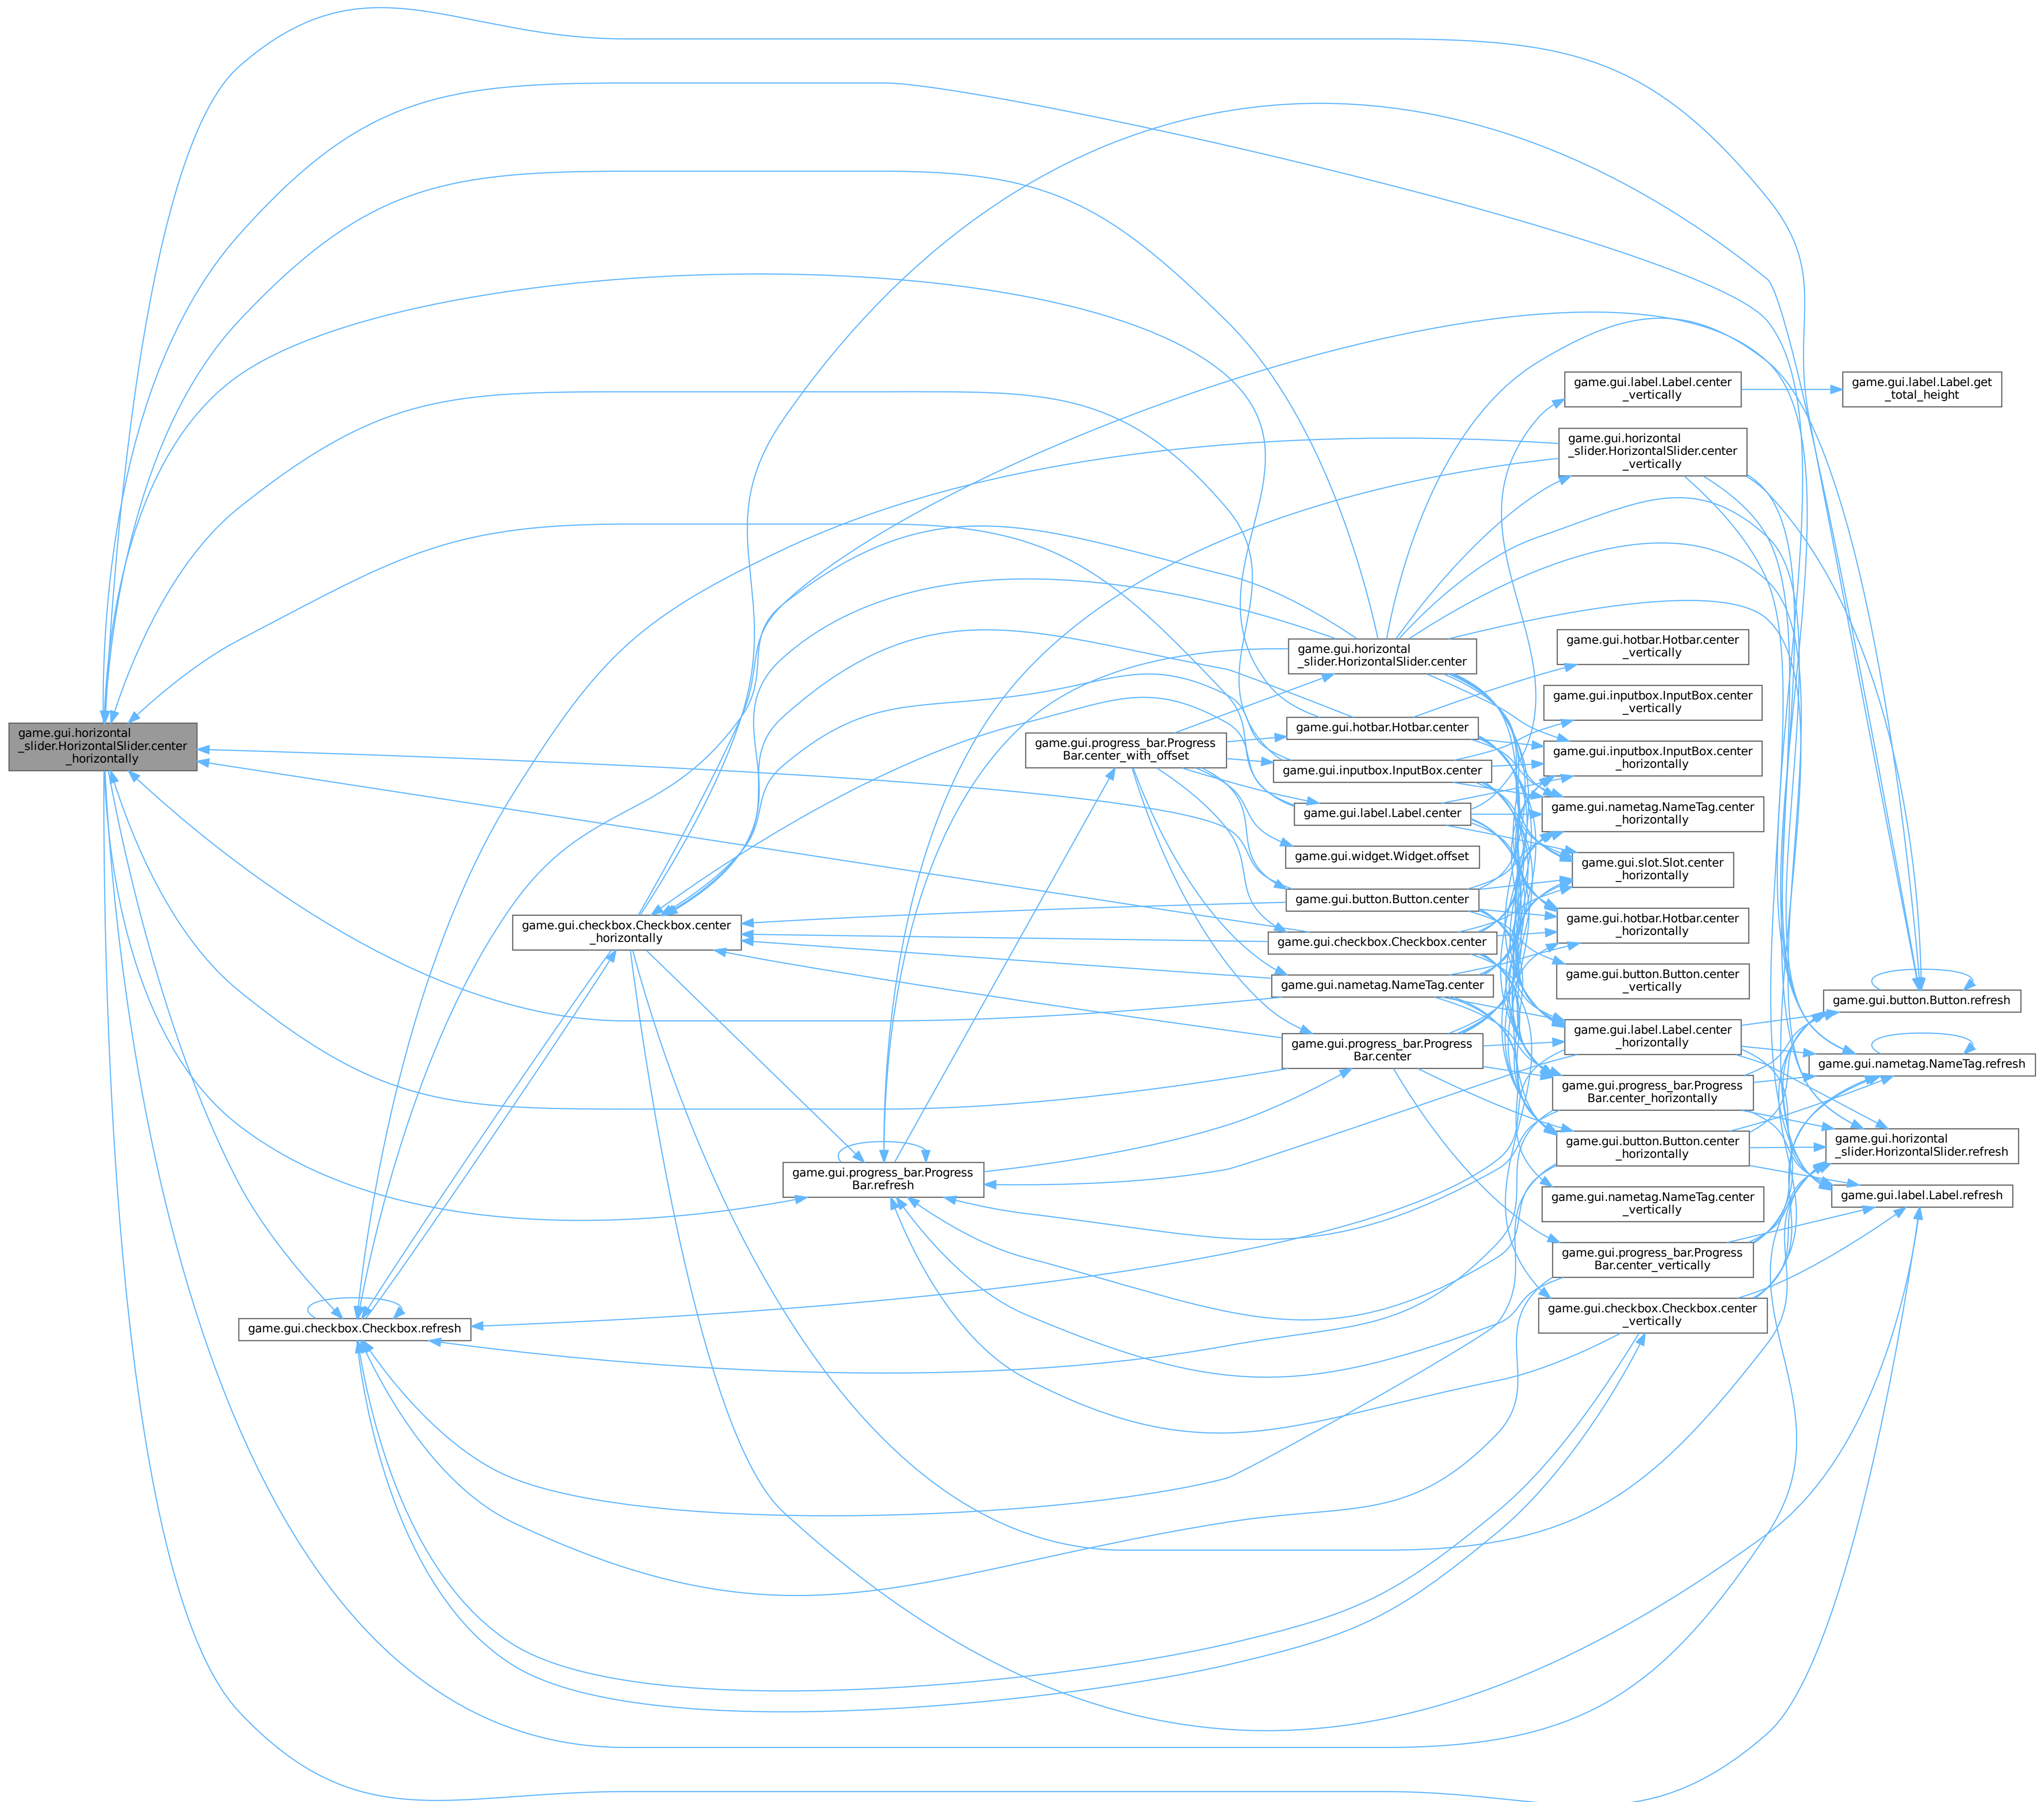 game.gui.horizontal
_slider.HorizontalSlider.center
_horizontally
game.gui.checkbox.Checkbox.refresh
game.gui.checkbox.Checkbox.center
_horizontally
game.gui.progress_bar.Progress
Bar.refresh
game.gui.progress_bar.Progress
Bar.center_with_offset
game.gui.horizontal
_slider.HorizontalSlider.center
game.gui.hotbar.Hotbar.center
game.gui.inputbox.InputBox.center
game.gui.label.Label.center
game.gui.widget.Widget.offset
game.gui.button.Button.center
game.gui.checkbox.Checkbox.center
game.gui.nametag.NameTag.center
game.gui.progress_bar.Progress
Bar.center
game.gui.label.Label.center
_vertically
game.gui.horizontal
_slider.HorizontalSlider.center
_vertically
game.gui.hotbar.Hotbar.center
_vertically
game.gui.inputbox.InputBox.center
_vertically
game.gui.inputbox.InputBox.center
_horizontally
game.gui.nametag.NameTag.center
_horizontally
game.gui.slot.Slot.center
_horizontally
game.gui.hotbar.Hotbar.center
_horizontally
game.gui.button.Button.center
_vertically
game.gui.label.Label.center
_horizontally
game.gui.progress_bar.Progress
Bar.center_horizontally
game.gui.button.Button.center
_horizontally
game.gui.nametag.NameTag.center
_vertically
game.gui.progress_bar.Progress
Bar.center_vertically
game.gui.checkbox.Checkbox.center
_vertically
game.gui.label.Label.get
_total_height
game.gui.button.Button.refresh
game.gui.nametag.NameTag.refresh
game.gui.horizontal
_slider.HorizontalSlider.refresh
game.gui.label.Label.refresh